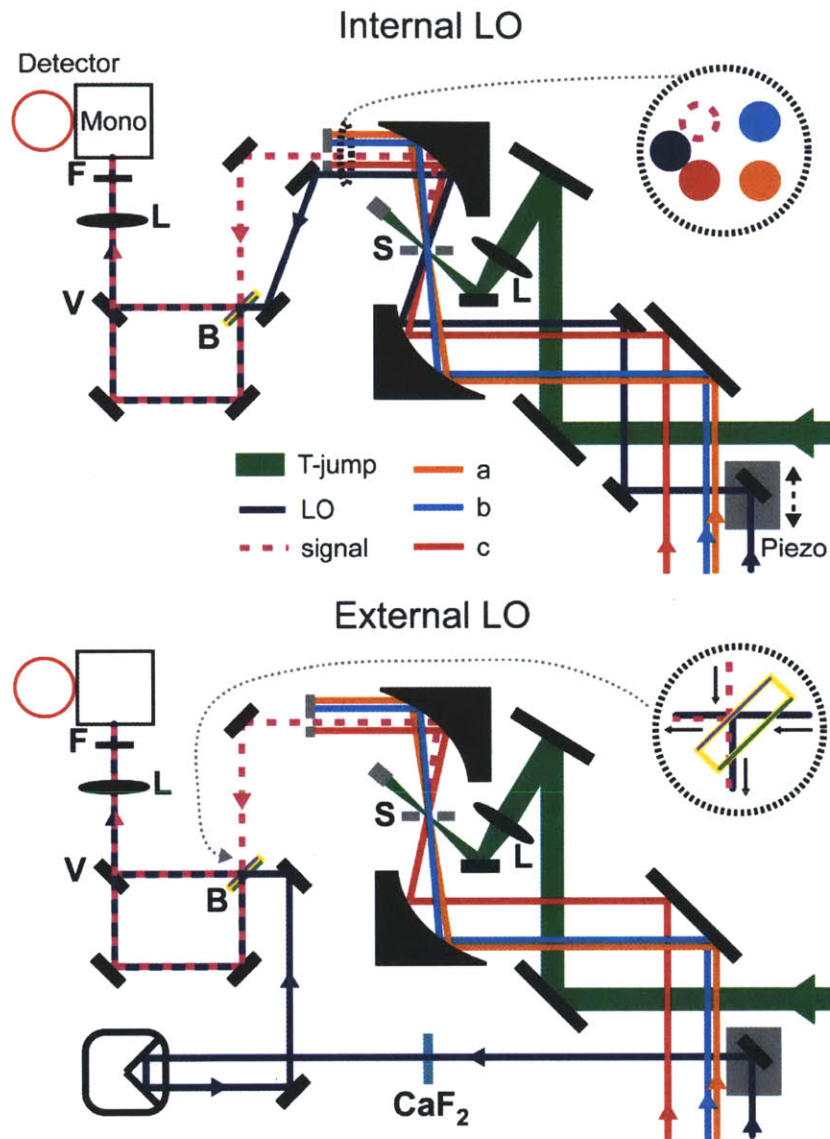 Internal LO
Detector
Mono
F
L
S
L
V
B
T-jump
a
LO
b
signal
c
Piezo
External LO
F
L
S
L
V
B
CaF₂